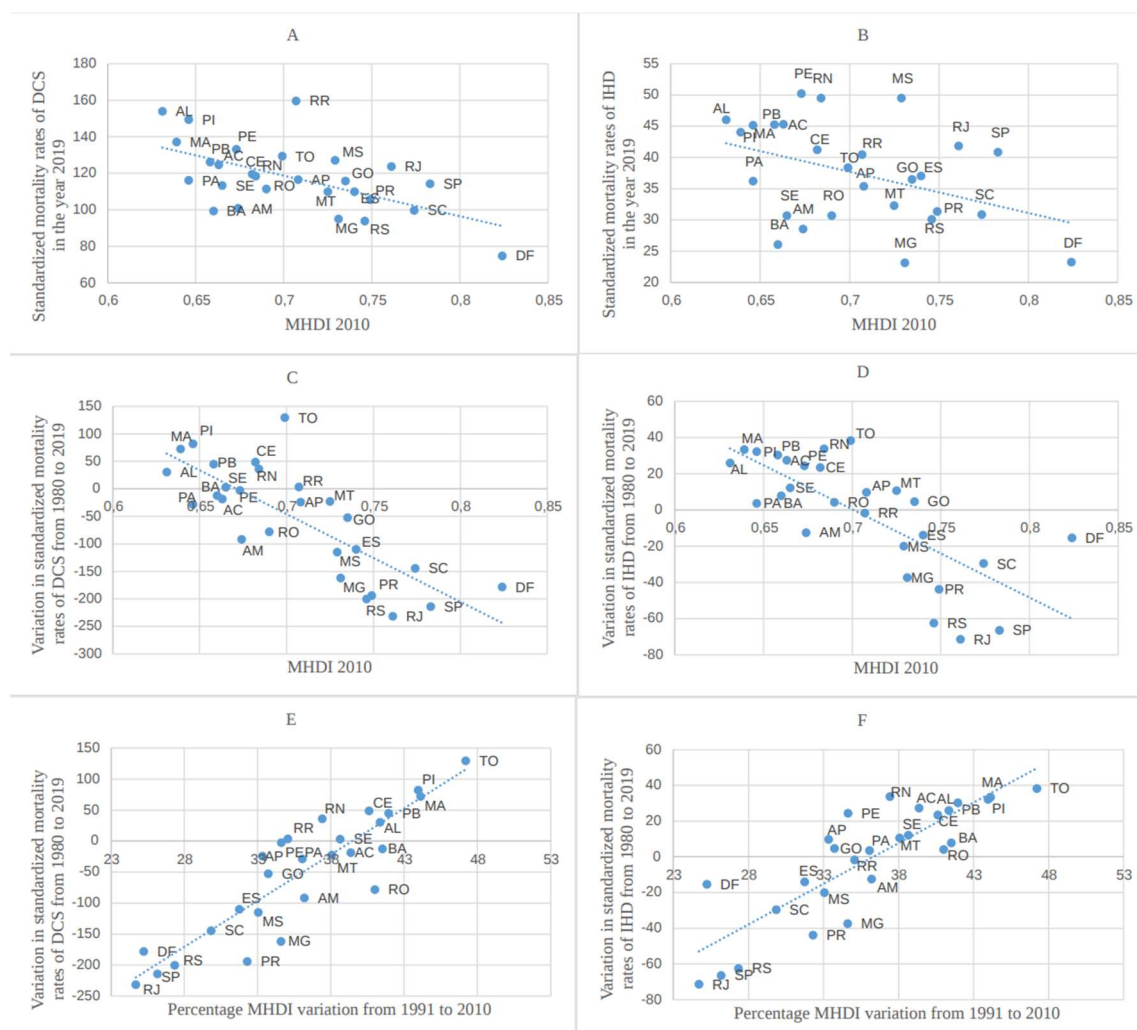 A
Standardized mortality rates of DCS
in the year 2019
180
160
140
120
100
80
60
AL
PI
RR
MA
PB
PE
AC
CE
RN
TO
MS
RJ
PA
SE
RO
AP
GO
SP
MT
ES
PR
BA
AM
MG
RS
SC
DF
0,6 0,65 0,7 0,75 0,8 0,85
MHDI 2010
B
Standardized mortality rates of IHD
in the year 2019
55
50
45
40
35
30
25
20
PE
RN
MS
AL
PB
PI
MA
AC
CE
RR
RJ
SP
PA
TO
AP
GO
ES
SE
RO
MT
SC
BA
AM
PR
RS
MG
DF
0,6 0,65 0,7 0,75 0,8 0,85
MHDI 2010
C
Variation in standardized mortality
rates of DCS from 1980 to 2019
150
100
50
0
-50
-100
-150
-200
-250
-300
TO
MA
PI
CE
AL
PB
SE
RN
RR
BA
PA
PE
AC
AP
MT
0,6 0,65 0,7 0,75 0,8 0,85
GO
RO
AM
ES
MS
SC
MG
PR
DF
RS
RJ
SP
MHDI 2010
D
Variation in standardized mortality
rates of IHD from 1980 to 2019
60
40
20
0
-20
-40
-60
-80
TO
MA
PI
PB
RN
AL
AC
PE
CE
SE
AP
MT
PA
BA
RO
GO
RR
0,6 0,65 0,7 0,75 0,8 0,85
AM
ES
MS
DF
SC
MG
PR
RS
RJ
SP
MHDI 2010
E
Variation in standardized mortality
rates of DCS from 1980 to 2019
200
150
100
50
0
-50
-100
-150
-200
-250
TO
PI
MA
CE
PB
RN
AL
RR
SE
BA
AP
PE
PA
AC
MT
23 28 33 38 43 48 53
GO
RO
AM
ES
MS
SC
MG
DF
PR
RS
SP
RJ
Percentage MHDI variation from 1991 to 2010
F
Variation in standardized mortality
rates of IHD from 1980 to 2019
60
40
20
0
-20
-40
-60
-80
MA
TO
RN
AC
AL
PB
PI
PE
CE
SE
AP
PA
MT
BA
GO
RO
RR
23 28 33 38 43 48 53
ES
AM
DF
MS
SC
MG
PR
RS
SP
RJ
Percentage MHDI variation from 1991 to 2010